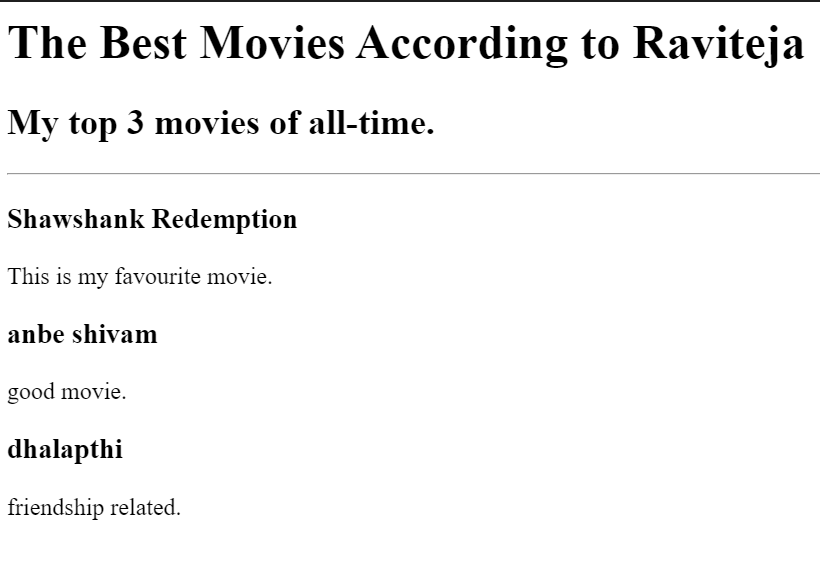 The Best Movies According to Raviteja
My top 3 movies of all-time.
Shawshank Redemption
This is my favourite movie.
anbe shivam
good movie.
dhalapthi
friendship related.